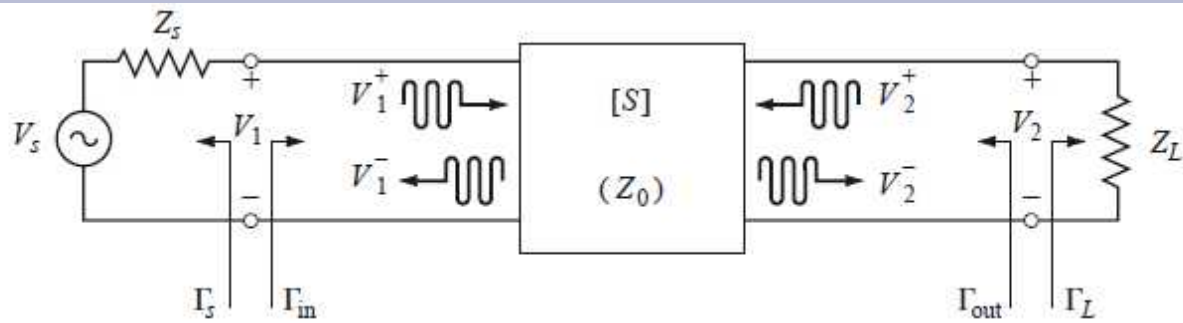 Z_s
+ V_1^+ [S] V_2^+ +
V_s V_1 V_2 Z_L
V_1^- (Z_0) V_2^-
− −
Γ_s Γ_in Γ_out Γ_L